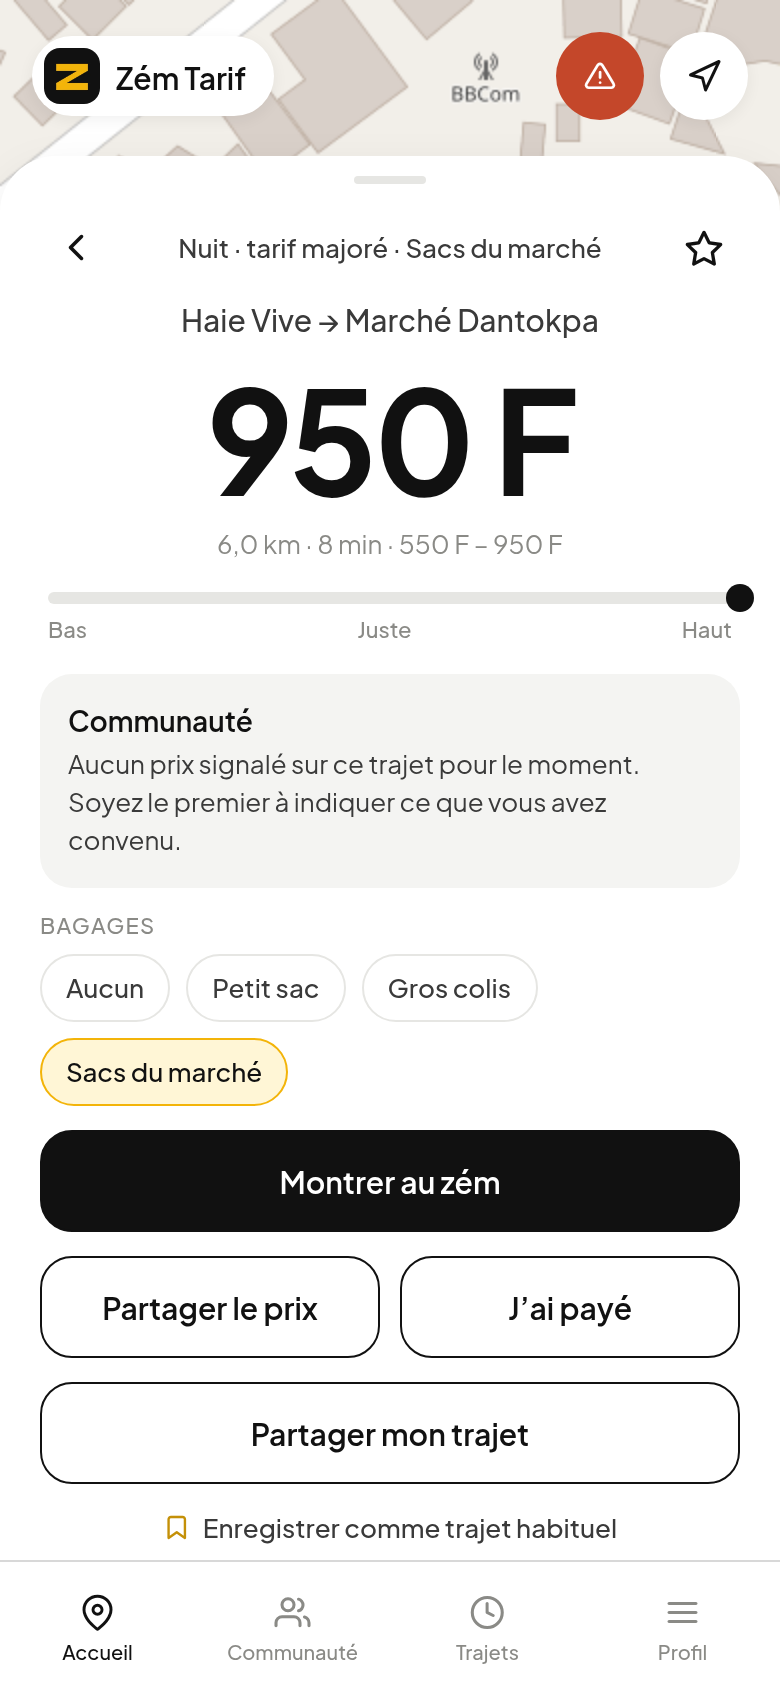 Zém Tarif
BBCom
Nuit · tarif majoré · Sacs du marché
Haie Vive → Marché Dantokpa
950 F
6,0 km · 8 min · 550 F – 950 F
Bas Juste Haut
Communauté
Aucun prix signalé sur ce trajet pour le moment.
Soyez le premier à indiquer ce que vous avez
convenu.
BAGAGES
Aucun Petit sac Gros colis
Sacs du marché
Montrer au zém
Partager le prix J’ai payé
Partager mon trajet
Enregistrer comme trajet habituel
Accueil Communauté Trajets Profil